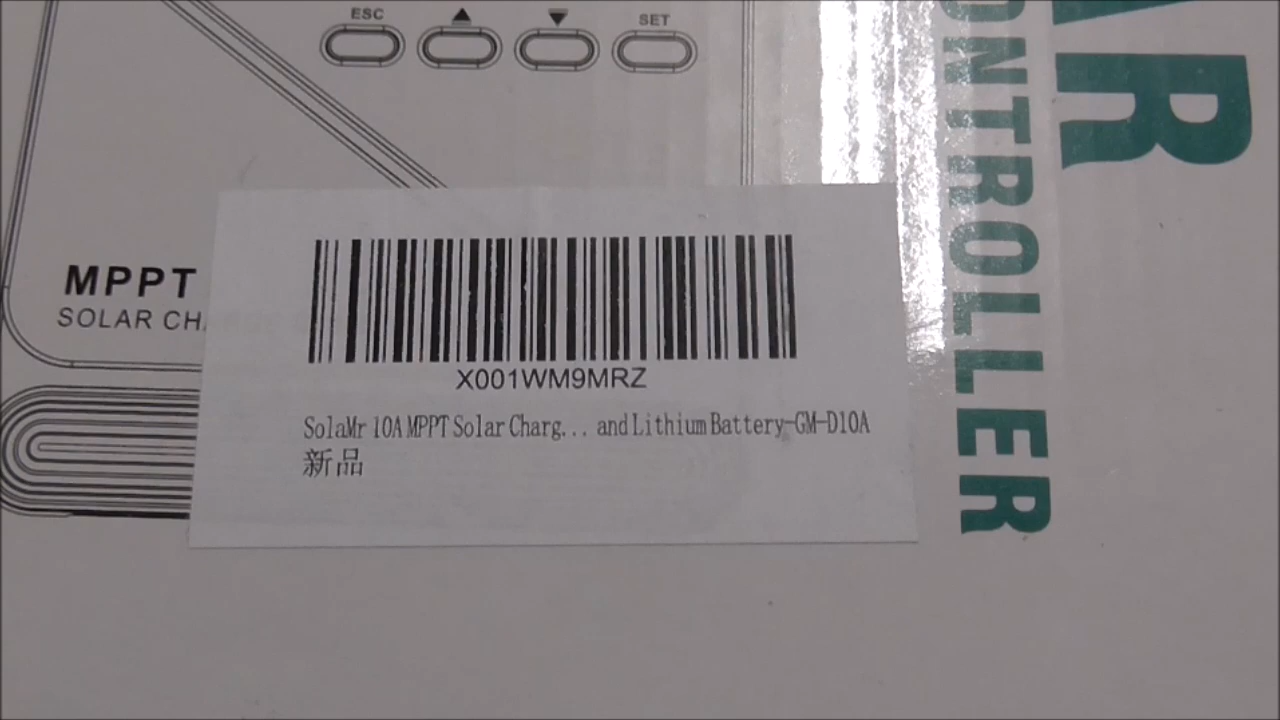 ESC
SET
MPPT
SOLAR CH
X001WM9MRZ
SolaMr 10A MPPT Solar Charg... and Lithium Battery-GM-D10A
新品
AR
ONTROLLER